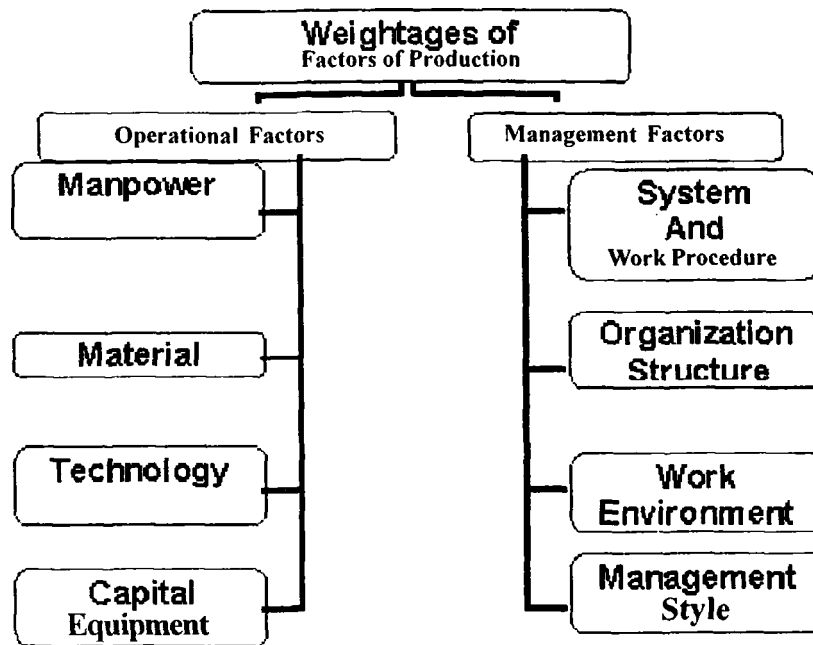 Weightages of
Factors of Production
Operational Factors
Manpower
Material
Technology
Capital
Equipment
Management Factors
System
And
Work Procedure
Organization
Structure
Work
Environment
Management
Style